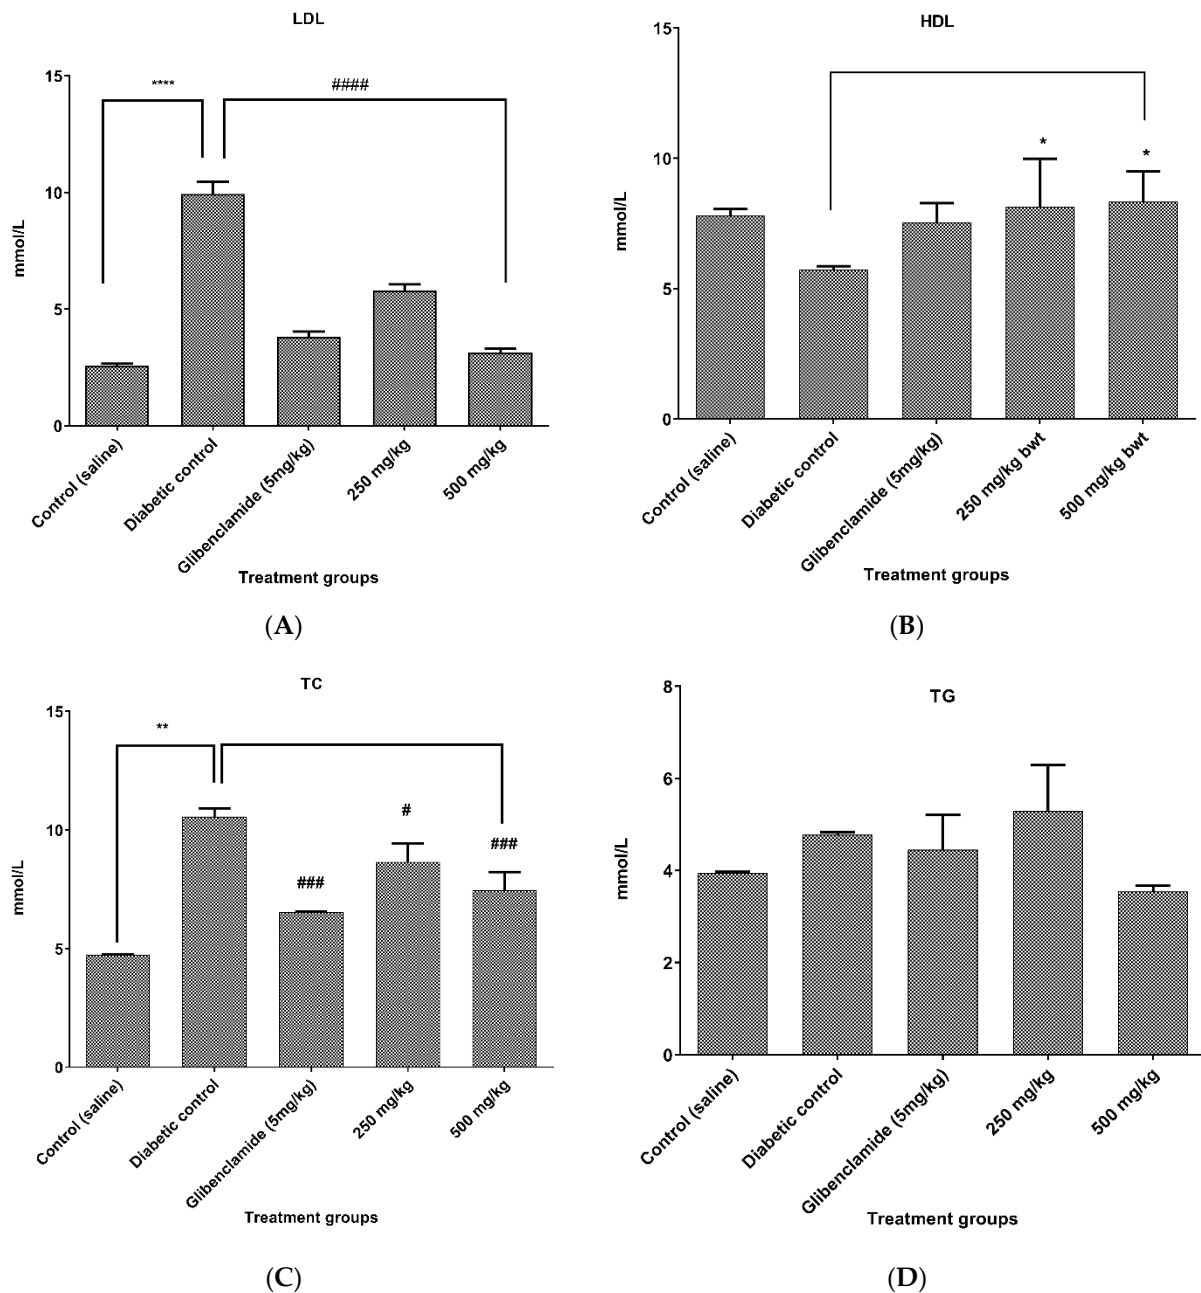 LDL
15
10
5
0
mmol/L
****
####
Control (saline)
Diabetic control
Glibenclamide (5mg/kg)
250 mg/kg
500 mg/kg
Treatment groups
(A)
HDL
15
10
5
0
mmol/L
*
*
Control (saline)
Diabetic control
Glibenclamide (5mg/kg)
250 mg/kg bwt
500 mg/kg bwt
Treatment groups
(B)
TC
15
10
5
0
mmol/L
**
###
#
###
Control (saline)
Diabetic control
Glibenclamide (5mg/kg)
250 mg/kg
500 mg/kg
Treatment groups
(C)
TG
8
6
4
2
0
mmol/L
Control (saline)
Diabetic control
Glibenclamide (5mg/kg)
250 mg/kg
500 mg/kg
Treatment groups
(D)